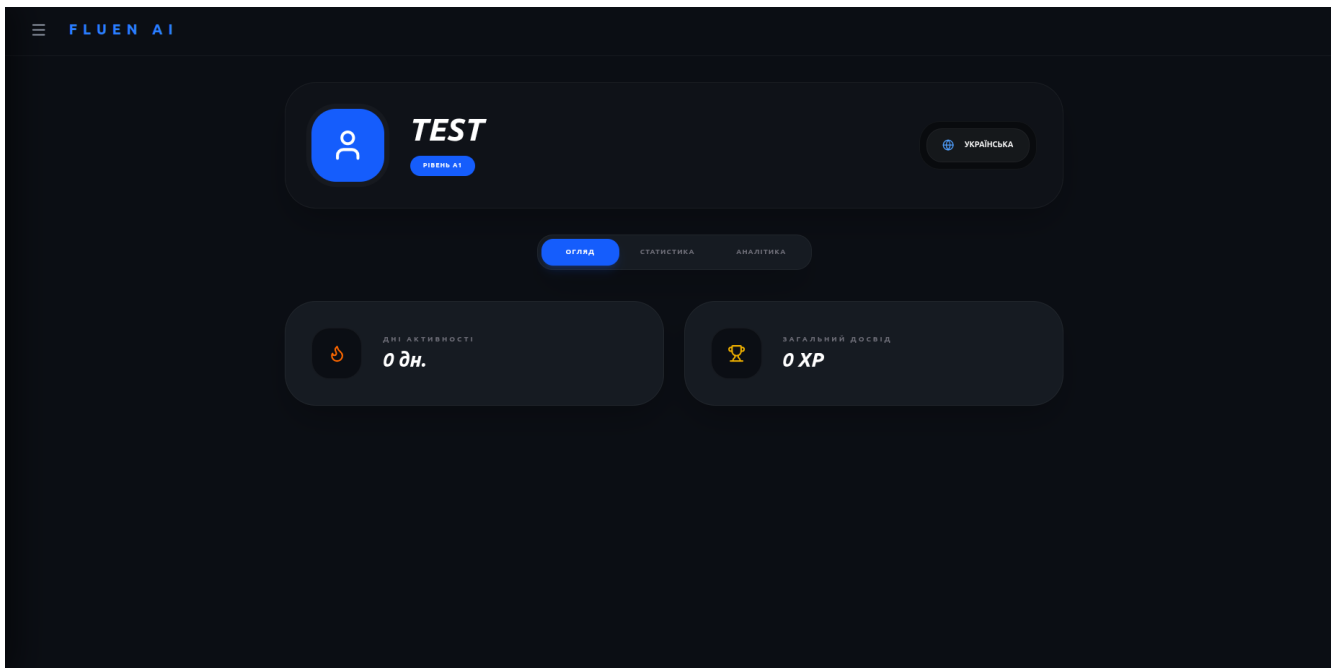 FLUEN AI
TEST
РІВЕНЬ A1
УКРАЇНСЬКА
ОГЛЯД
СТАТИСТИКА
АНАЛІТИКА
ДНІ АКТИВНОСТІ
0 дн.
ЗАГАЛЬНИЙ ДОСВІД
0 XP